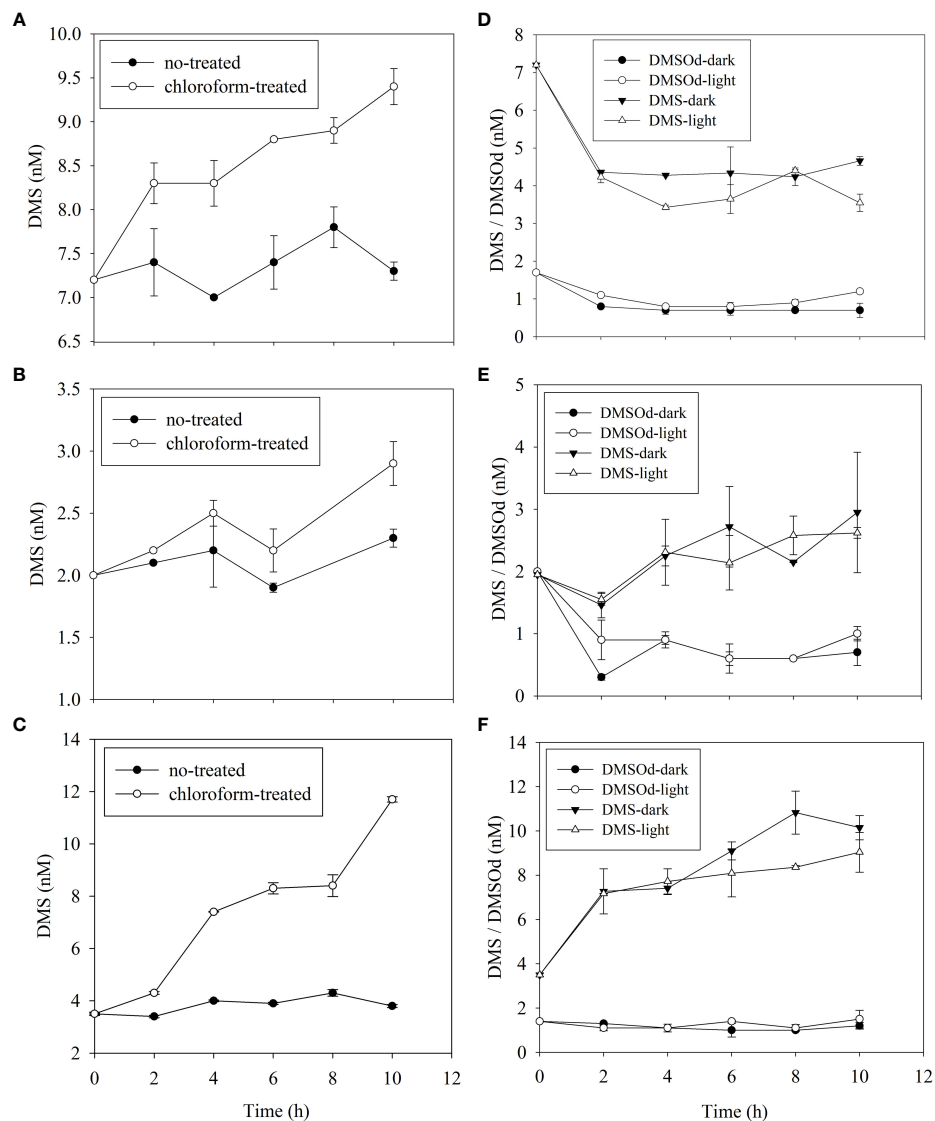 A
10.0
9.5
9.0
8.5
8.0
7.5
7.0
6.5
DMS (nM)
no-treated
chloroform-treated
B
3.5
3.0
2.5
2.0
1.5
1.0
DMS (nM)
no-treated
chloroform-treated
C
14
12
10
8
6
4
2
DMS (nM)
no-treated
chloroform-treated
0 2 4 6 8 10 12
Time (h)
D
8
7
6
5
4
3
2
1
0
DMS / DMSOd (nM)
DMSOd-dark
DMSOd-light
DMS-dark
DMS-light
E
5
4
3
2
1
0
DMS / DMSOd (nM)
DMSOd-dark
DMSOd-light
DMS-dark
DMS-light
F
14
12
10
8
6
4
2
0
DMS / DMSOd (nM)
DMSOd-dark
DMSOd-light
DMS-dark
DMS-light
0 2 4 6 8 10 12
Time (h)